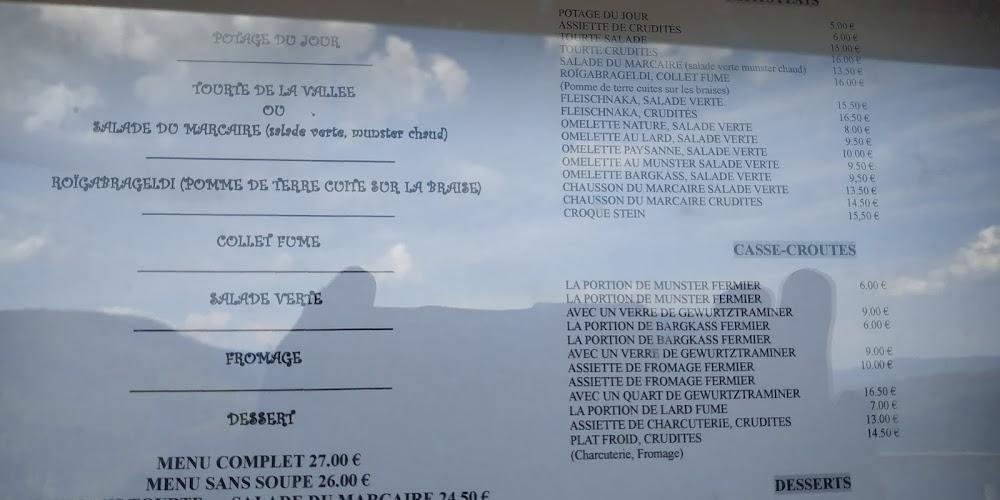 POTAGE DU JOUR
TOURTE DE LA VALLEE
OU
SALADE DU MARCAIRE (salade verte, munster chaud)
ROÏGABRAGELDI (POMME DE TERRE CUITE SUR LA BRAISE)
COLLET FUME
SALADE VERTE
FROMAGE
DESSERT
MENU COMPLET 27.00 €
MENU SANS SOUPE 26.00 €
SALADE DU MARCAIRE 24.50 €
POTAGE DU JOUR 5.00 €
ASSIETTE DE CRUDITÉS 6.00 €
TOURTE SALADE 15.00 €
TOURTE CRUDITES 16.00 €
SALADE DU MARCAIRE (salade verte munster chaud) 13.50 €
ROÏGABRAGELDI, COLLET FUME 16.00 €
(Pomme de terre cuites sur les braises)
FLEISCHNAKA, SALADE VERTE 15.50 €
FLEISCHNAKA, CRUDITÉS 16.50 €
OMELETTE NATURE, SALADE VERTE 8.00 €
OMELETTE AU LARD, SALADE VERTE 9.50 €
OMELETTE PAYSANNE, SALADE VERTE 10.00 €
OMELETTE AU MUNSTER SALADE VERTE 9.50 €
OMELETTE BARGKASS, SALADE VERTE 9,50 €
CHAUSSON DU MARCAIRE SALADE VERTE 13.50 €
CHAUSSON DU MARCAIRE CRUDITES 14.50 €
CROQUE STEIN 15,50 €
CASSE-CROUTES
LA PORTION DE MUNSTER FERMIER 6.00 €
LA PORTION DE MUNSTER FERMIER
AVEC UN VERRE DE GEWURTZTRAMINER 9.00 €
LA PORTION DE BARGKASS FERMIER 6.00 €
LA PORTION DE BARGKASS FERMIER
AVEC UN VERRE DE GEWURTZTRAMINER 9.00 €
ASSIETTE DE FROMAGE FERMIER 10.00 €
ASSIETTE DE FROMAGE FERMIER
AVEC UN QUART DE GEWURTZTRAMINER 16.50 €
LA PORTION DE LARD FUME 7.00 €
ASSIETTE DE CHARCUTERIE, CRUDITES 13.00 €
PLAT FROID, CRUDITES 14.50 €
(Charcuterie, Fromage)
DESSERTS